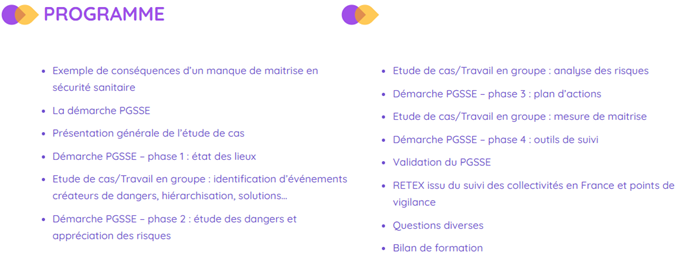 PROGRAMME
• Exemple de conséquences d'un manque de maitrise en
sécurité sanitaire
• La démarche PGSSE
• Présentation générale de l'étude de cas
• Démarche PGSSE – phase 1 : état des lieux
• Etude de cas/Travail en groupe : identification d'événements
créateurs de dangers, hiérarchisation, solutions…
• Démarche PGSSE – phase 2 : étude des dangers et
appréciation des risques
• Etude de cas/Travail en groupe : analyse des risques
• Démarche PGSSE – phase 3 : plan d'actions
• Etude de cas/Travail en groupe : mesure de maitrise
• Démarche PGSSE – phase 4 : outils de suivi
• Validation du PGSSE
• RETEX issu du suivi des collectivités en France et points de
vigilance
• Questions diverses
• Bilan de formation